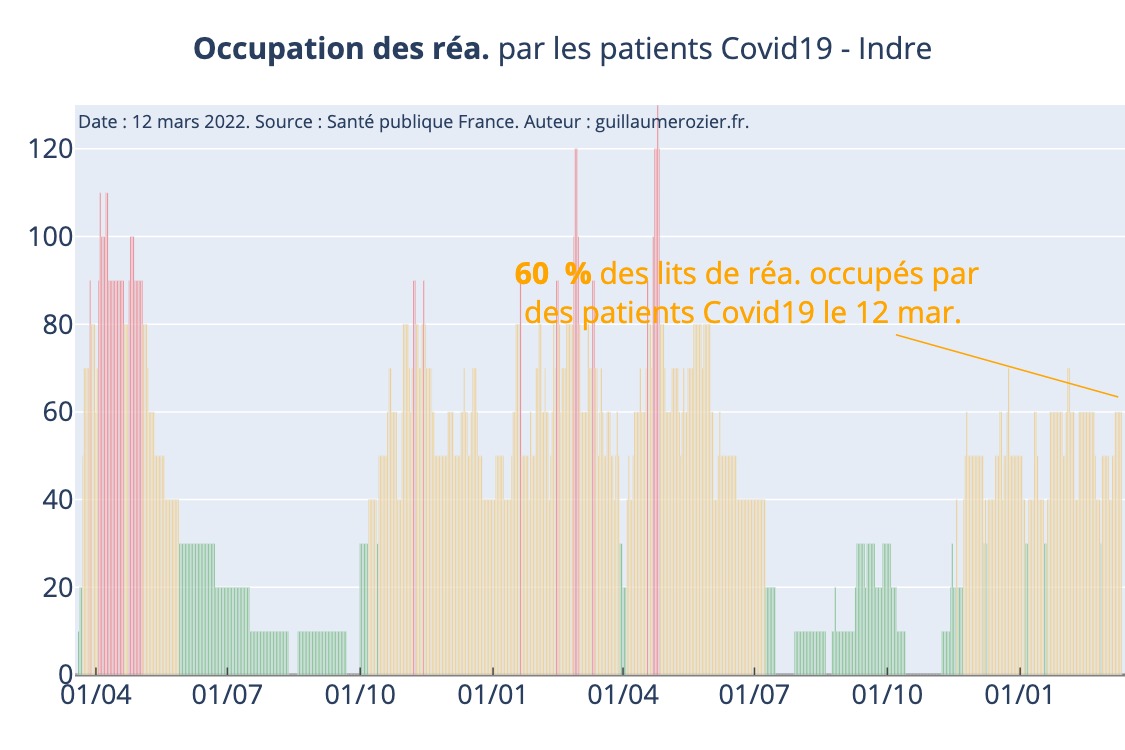 Occupation des réa. par les patients Covid19 - Indre
Date : 12 mars 2022. Source : Santé publique France. Auteur : guillaumerozier.fr.
120
100
60 % des lits de réa. occupés par
des patients Covid19 le 12 mar.
80
60
40
20
0
01/04 01/07 01/10 01/01 01/04 01/07 01/10 01/01